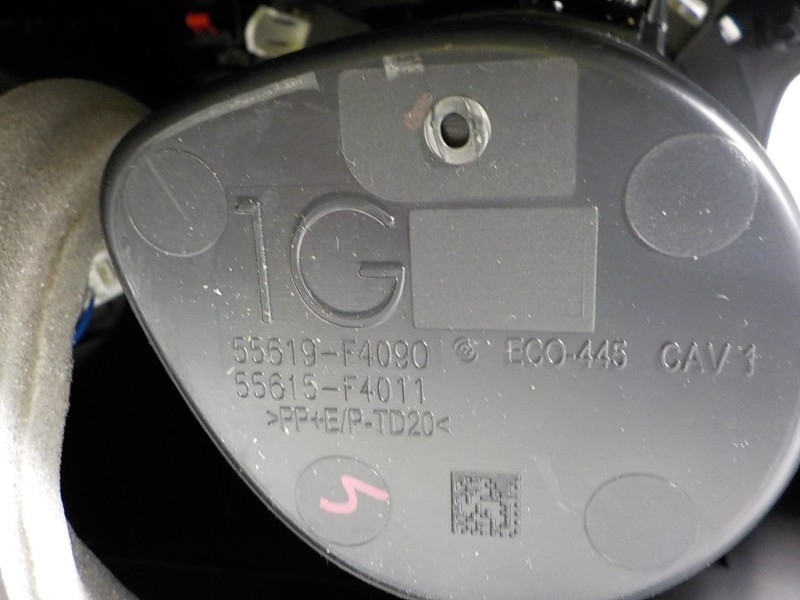 1G
55619-F4090 ECO-445 CAV 1
55615-F4011
>PP+E/P-TD20<